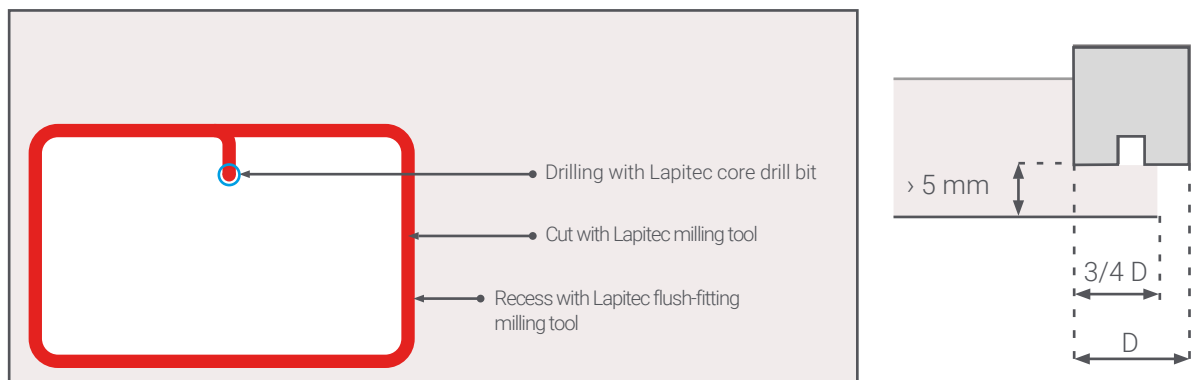 Drilling with Lapitec core drill bit
Cut with Lapitec milling tool
Recess with Lapitec flush-fitting
milling tool
› 5 mm
3/4 D
D